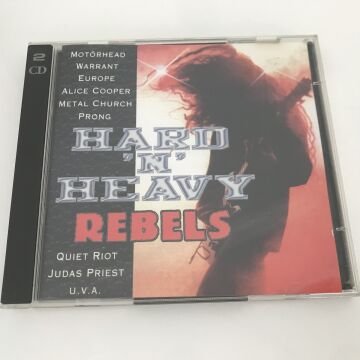 2
CD
MOTÖRHEAD
WARRANT
EUROPE
ALICE COOPER
METAL CHURCH
PRONG
HARD
'N'
HEAVY
REBELS
QUIET RIOT
JUDAS PRIEST
U.V.A.